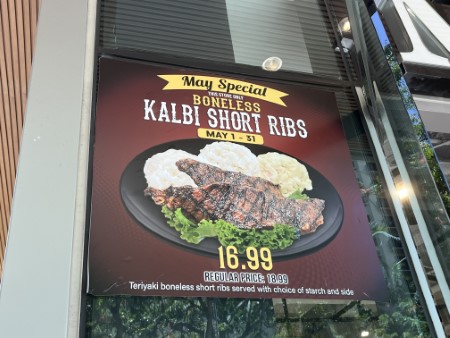 May Special
THIS STORE ONLY
BONELESS
KALBI SHORT RIBS
MAY 1 - 31
16.99
REGULAR PRICE: 18.99
Teriyaki boneless short ribs served with choice of starch and side